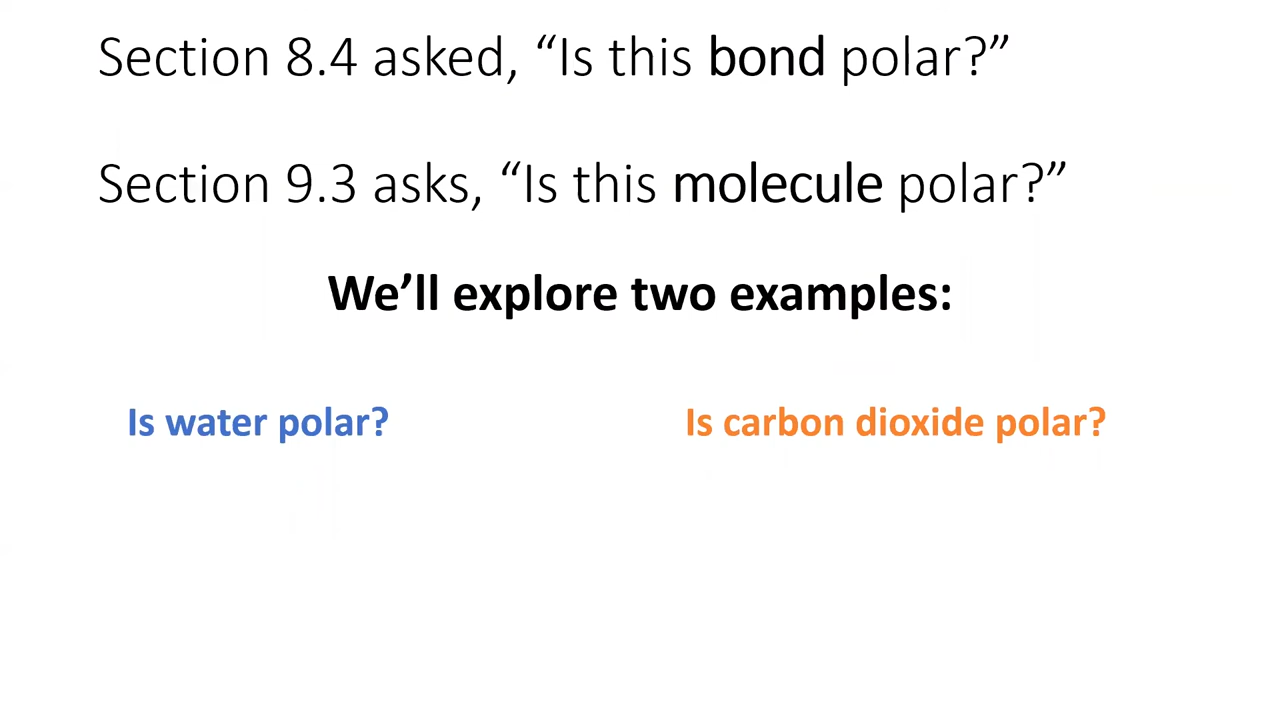 Section 8.4 asked, “Is this bond polar?”
Section 9.3 asks, “Is this molecule polar?”
We’ll explore two examples:
Is water polar?
Is carbon dioxide polar?